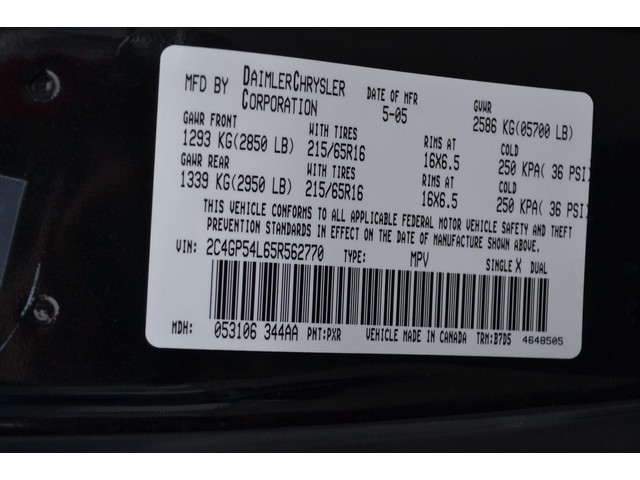 MFD BY DAIMLERCHRYSLER CORPORATION DATE OF MFR 5-05 GVWR 2586 KG(05700 LB)
GAWR FRONT WITH TIRES RIMS AT COLD
1293 KG(2850 LB) 215/65R16 16X6.5 250 KPA( 36 PSI)
GAWR REAR WITH TIRES RIMS AT COLD
1339 KG(2950 LB) 215/65R16 16X6.5 250 KPA( 36 PSI)
THIS VEHICLE CONFORMS TO ALL APPLICABLE FEDERAL MOTOR VEHICLE SAFETY AND THEFT
PREVENTION STANDARDS IN EFFECT ON THE DATE OF MANUFACTURE SHOWN ABOVE.
VIN: 2C4GP54L65R562770 TYPE: MPV SINGLE X DUAL
MDH: 053106 344AA PNT:PXR VEHICLE MADE IN CANADA TRM:B7D5 4648505